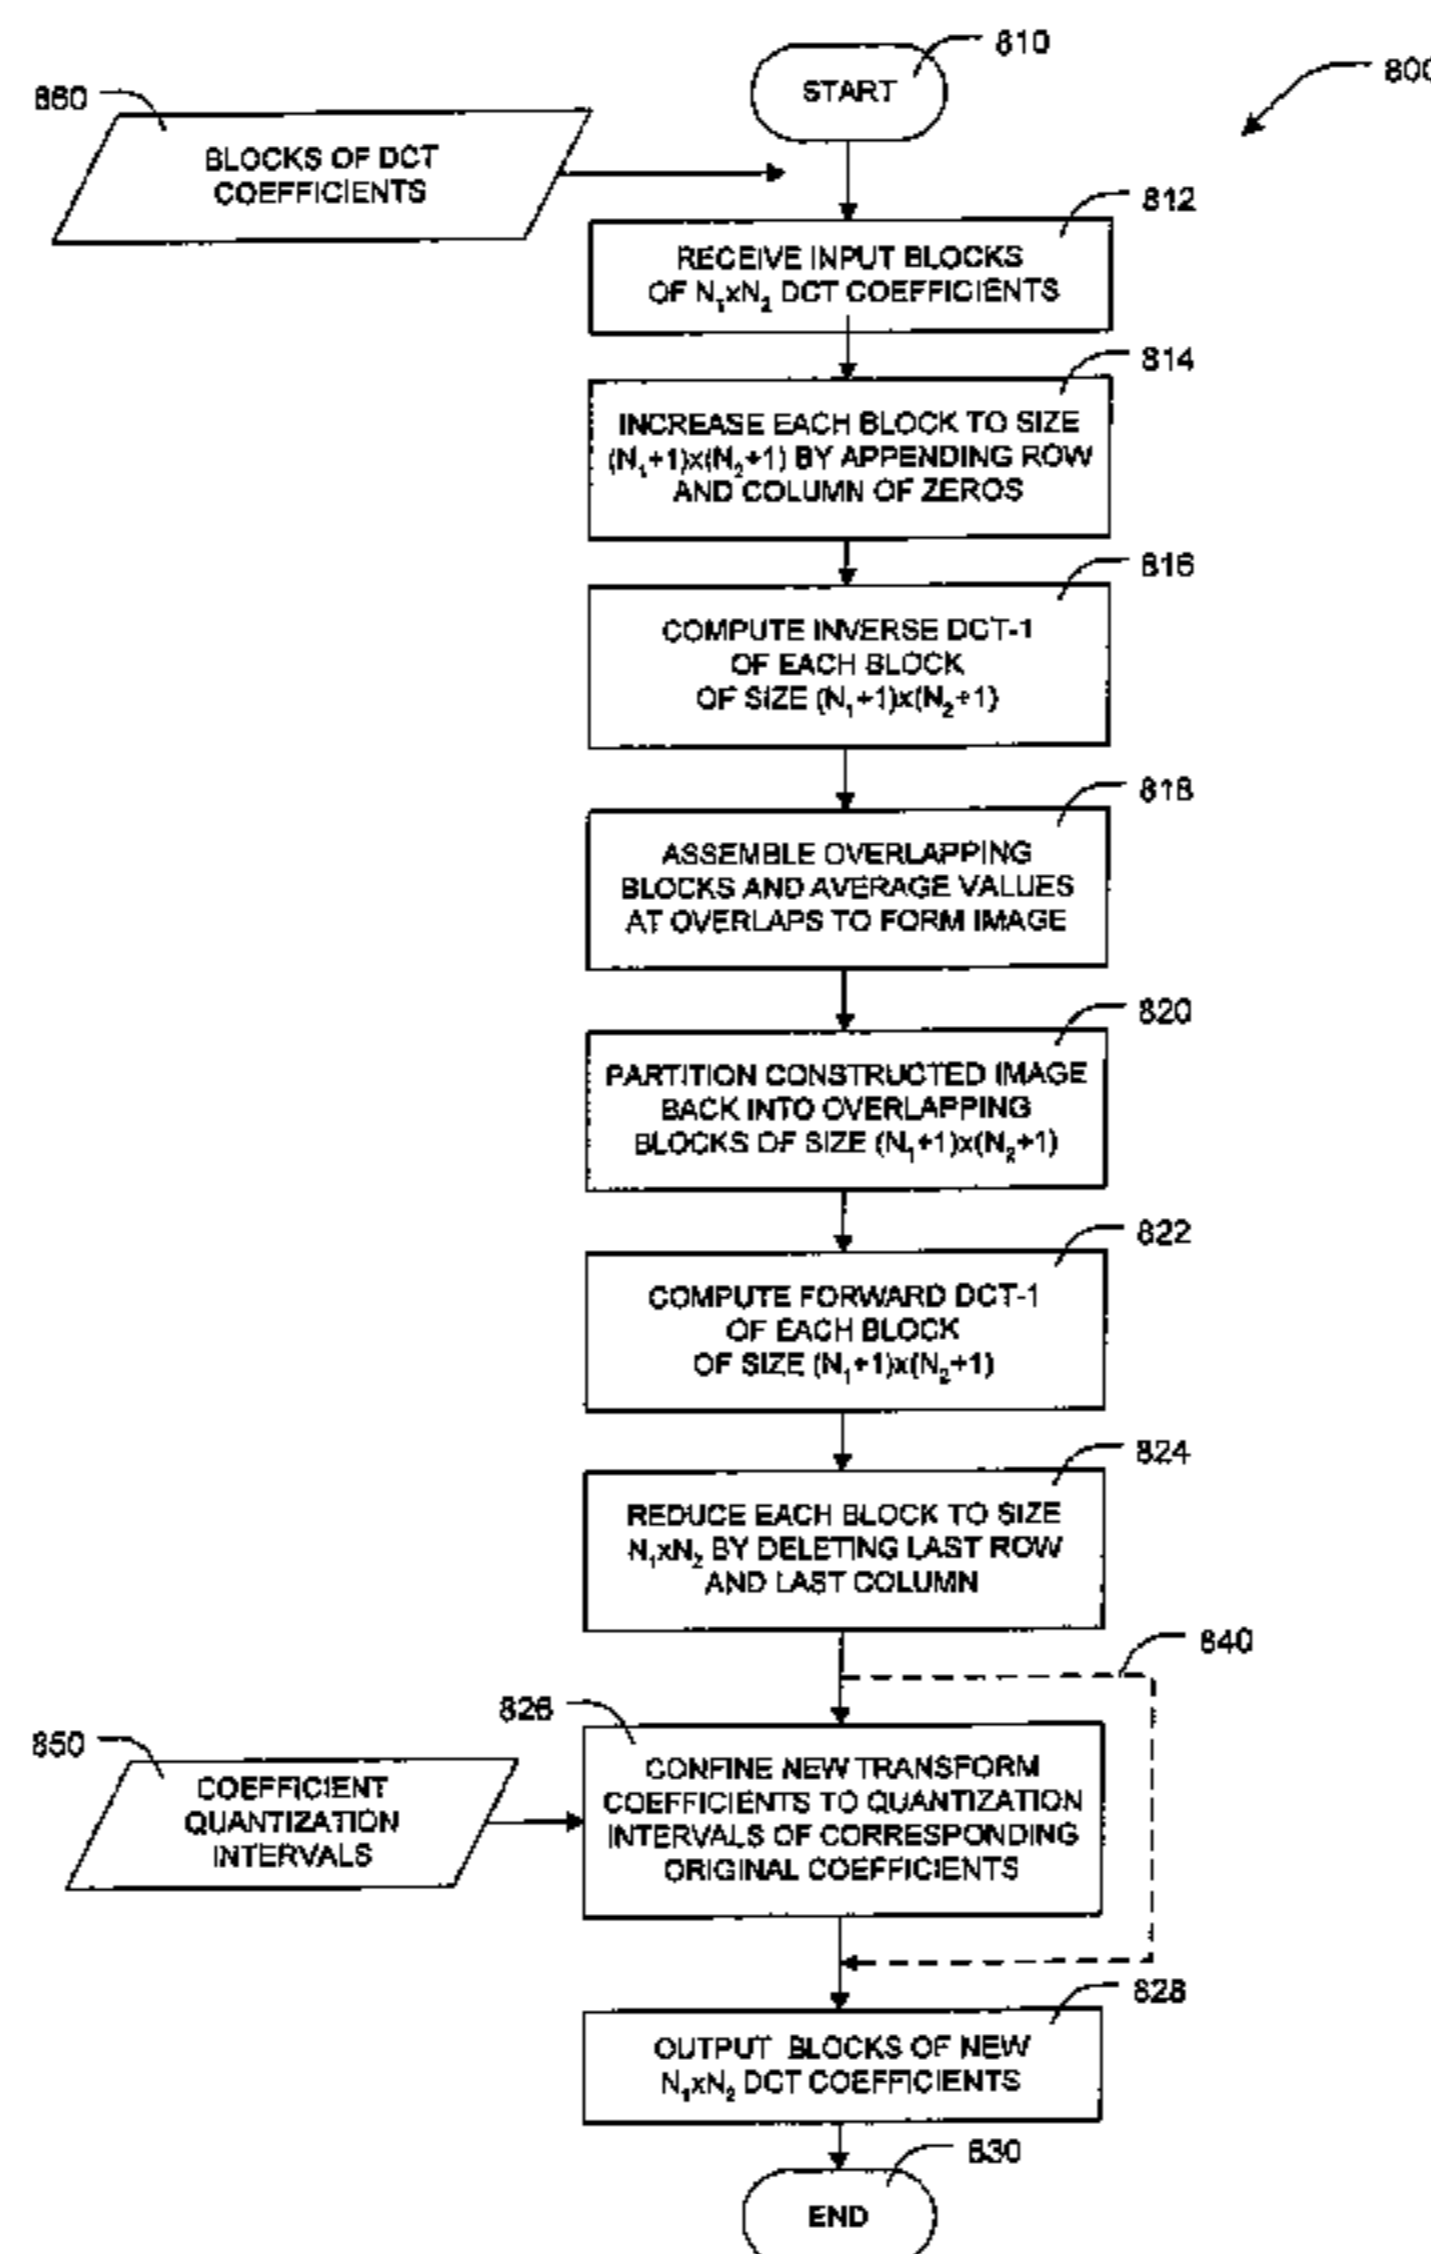 810
START
800
860
BLOCKS OF DCT
COEFFICIENTS
812
RECEIVE INPUT BLOCKS
OF N₁xN₂ DCT COEFFICIENTS
814
INCREASE EACH BLOCK TO SIZE
(N₁+1)x(N₂+1) BY APPENDING ROW
AND COLUMN OF ZEROS
816
COMPUTE INVERSE DCT-1
OF EACH BLOCK
OF SIZE (N₁+1)x(N₂+1)
818
ASSEMBLE OVERLAPPING
BLOCKS AND AVERAGE VALUES
AT OVERLAPS TO FORM IMAGE
820
PARTITION CONSTRUCTED IMAGE
BACK INTO OVERLAPPING
BLOCKS OF SIZE (N₁+1)x(N₂+1)
822
COMPUTE FORWARD DCT-1
OF EACH BLOCK
OF SIZE (N₁+1)x(N₂+1)
824
REDUCE EACH BLOCK TO SIZE
N₁xN₂ BY DELETING LAST ROW
AND LAST COLUMN
840
826
CONFINE NEW TRANSFORM
COEFFICIENTS TO QUANTIZATION
INTERVALS OF CORRESPONDING
ORIGINAL COEFFICIENTS
850
COEFFICIENT
QUANTIZATION
INTERVALS
828
OUTPUT BLOCKS OF NEW
N₁xN₂ DCT COEFFICIENTS
830
END